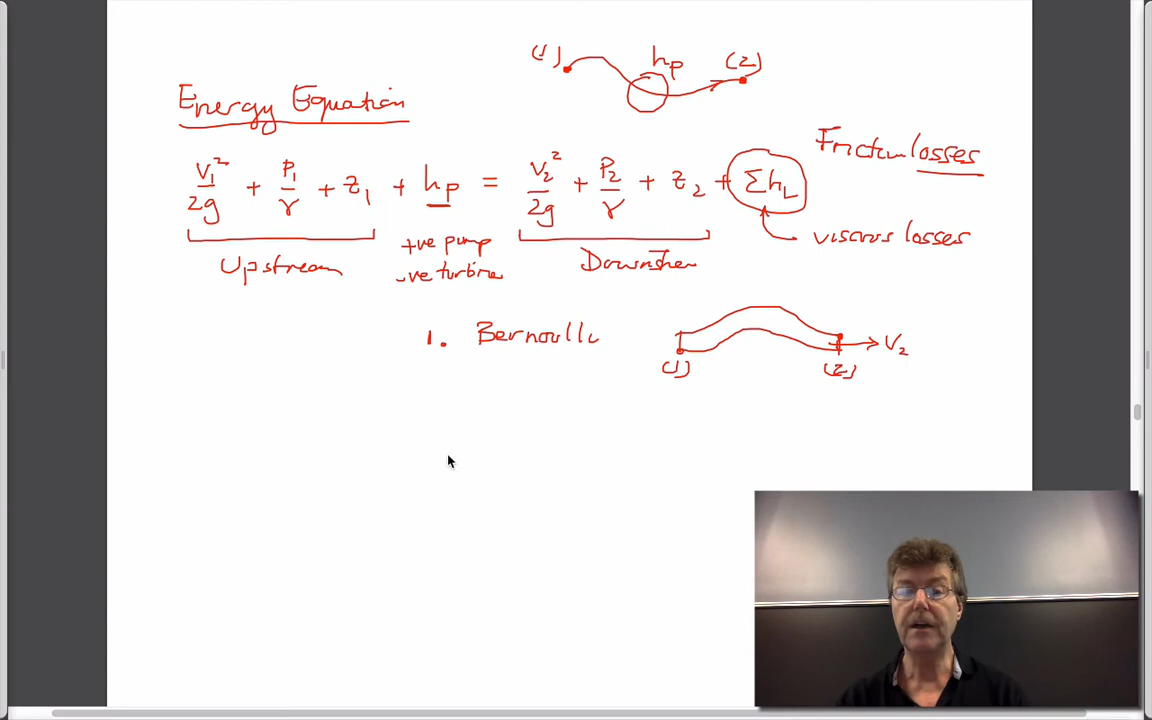 (1) hp (2)
Energy Equation
Friction losses
V₁²/2g + P₁/γ + z₁ + hp = V₂²/2g + P₂/γ + z₂ + ΣhL
+ve pump
viscous losses
Upstream
-ve turbine
Downstream
1. Bernoulli
V₂
(1) (2)